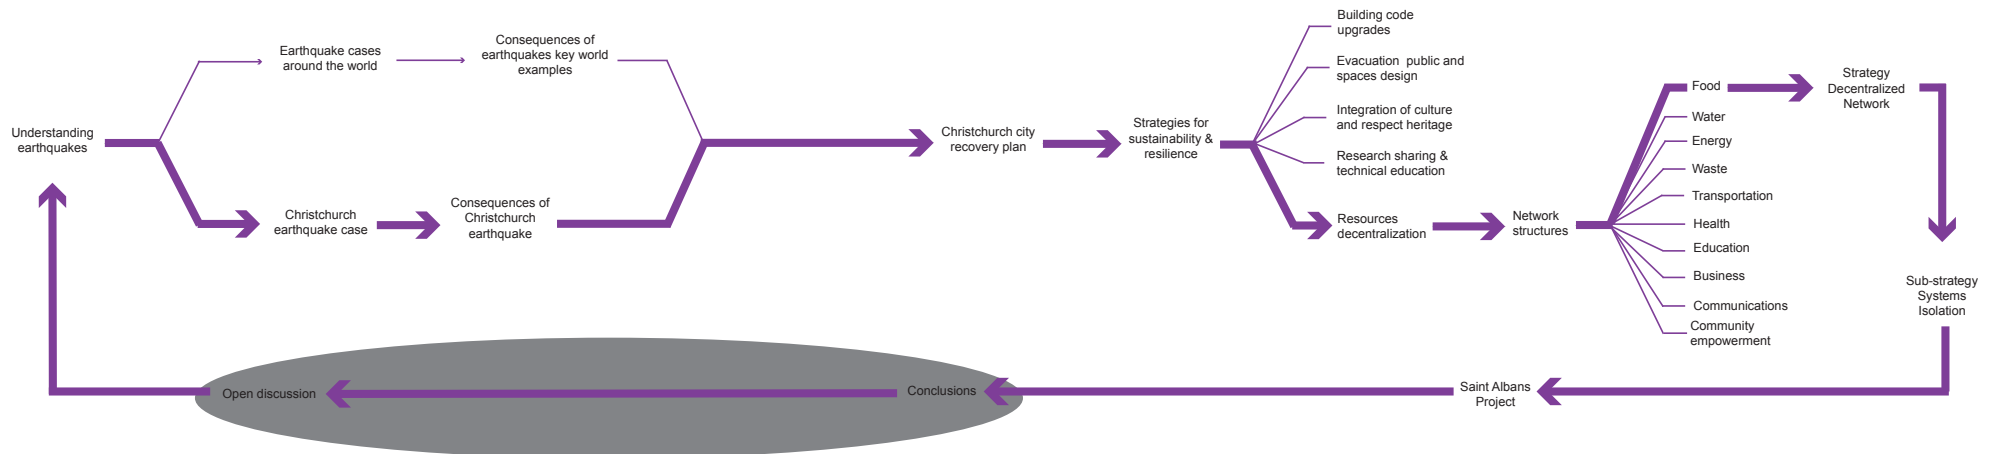 Understanding
earthquakes
Earthquake cases
around the world
Consequences of
earthquakes key world
examples
Christchurch
earthquake case
Consequences of
Christchurch
earthquake
Christchurch city
recovery plan
Strategies for
sustainability &
resilience
Building code
upgrades
Evacuation public and
spaces design
Integration of culture
and respect heritage
Research sharing &
technical education
Resources
decentralization
Network
structures
Food
Water
Energy
Waste
Transportation
Health
Education
Business
Communications
Community
empowerment
Strategy
Decentralized
Network
Sub-strategy
Systems
Isolation
Saint Albans
Project
Conclusions
Open discussion